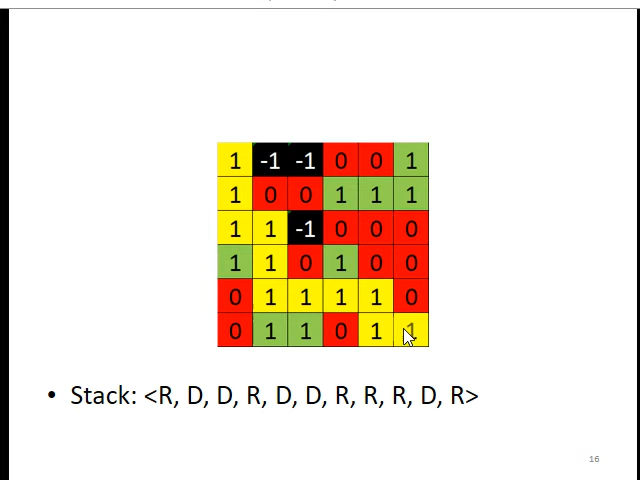 1 -1 -1 0 0 1
1 0 0 1 1 1
1 1 -1 0 0 0
1 1 0 1 0 0
0 1 1 1 1 0
0 1 1 0 1 1
• Stack: <R, D, D, R, D, D, R, R, R, D, R>
16